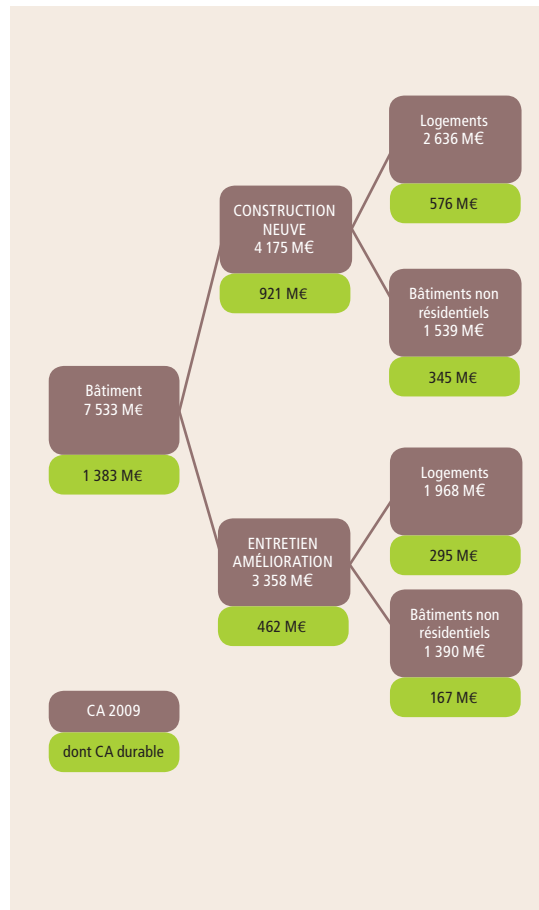 Logements
2 636 M€
576 M€
CONSTRUCTION
NEUVE
4 175 M€
921 M€
Bâtiments non
résidentiels
1 539 M€
345 M€
Bâtiment
7 533 M€
1 383 M€
Logements
1 968 M€
295 M€
ENTRETIEN
AMÉLIORATION
3 358 M€
462 M€
Bâtiments non
résidentiels
1 390 M€
167 M€
CA 2009
dont CA durable